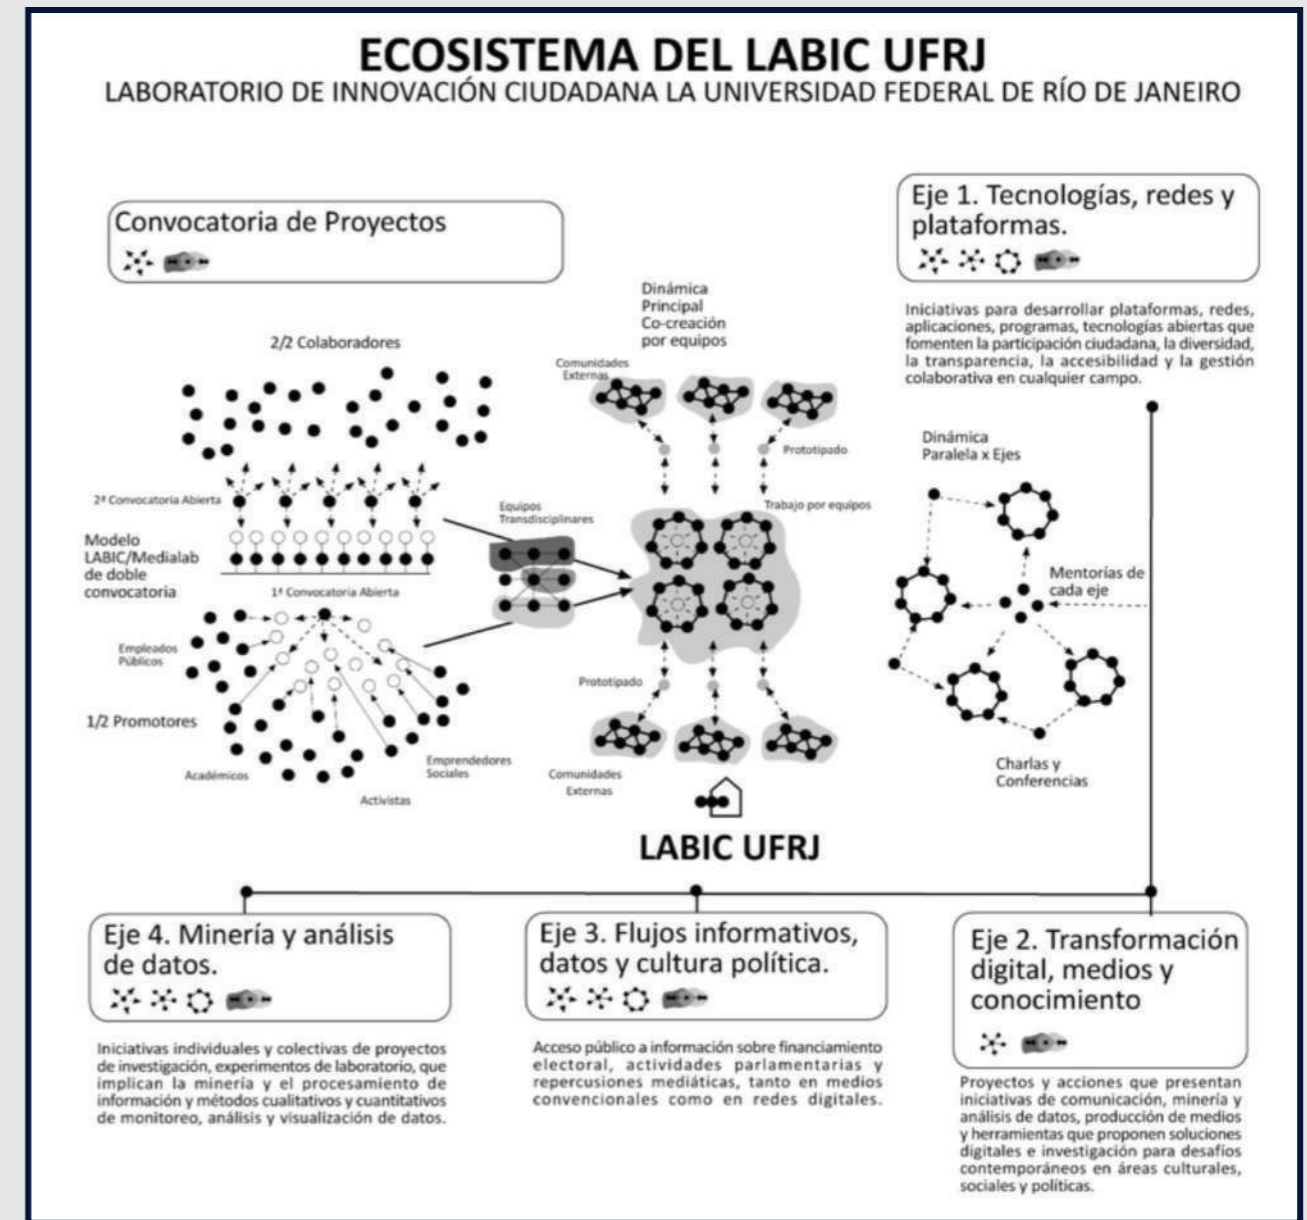 ECOSISTEMA DEL LABIC UFRJ
LABORATORIO DE INNOVACIÓN CIUDADANA LA UNIVERSIDAD FEDERAL DE RÍO DE JANEIRO
Convocatoria de Proyectos
2/2 Colaboradores
2ª Convocatoria Abierta
Modelo
LABIC/Medialab
de doble
convocatoria
1ª Convocatoria Abierta
Empleados
Públicos
1/2 Promotores
Académicos
Activistas
Emprendedores
Sociales
Equipos
Transdisciplinares
Dinámica
Principal
Co-creación
por equipos
Comunidades
Externas
Prototipado
Trabajo por equipos
Prototipado
Comunidades
Externas
LABIC UFRJ
Eje 1. Tecnologías, redes y
plataformas.
Iniciativas para desarrollar plataformas, redes,
aplicaciones, programas, tecnologías abiertas que
fomenten la participación ciudadana, la diversidad,
la transparencia, la accesibilidad y la gestión
colaborativa en cualquier campo.
Dinámica
Paralela x Ejes
Mentorías de
cada eje
Charlas y
Conferencias
Eje 4. Minería y análisis
de datos.
Iniciativas individuales y colectivas de proyectos
de investigación, experimentos de laboratorio, que
implican la minería y el procesamiento de
información y métodos cualitativos y cuantitativos
de monitoreo, análisis y visualización de datos.
Eje 3. Flujos informativos,
datos y cultura política.
Acceso público a información sobre financiamiento
electoral, actividades parlamentarias y
repercusiones mediáticas, tanto en medios
convencionales como en redes digitales.
Eje 2. Transformación
digital, medios y
conocimiento
Proyectos y acciones que presentan
iniciativas de comunicación, minería y
análisis de datos, producción de medios
y herramientas que proponen soluciones
digitales e investigación para desafíos
contemporáneos en áreas culturales,
sociales y políticas.